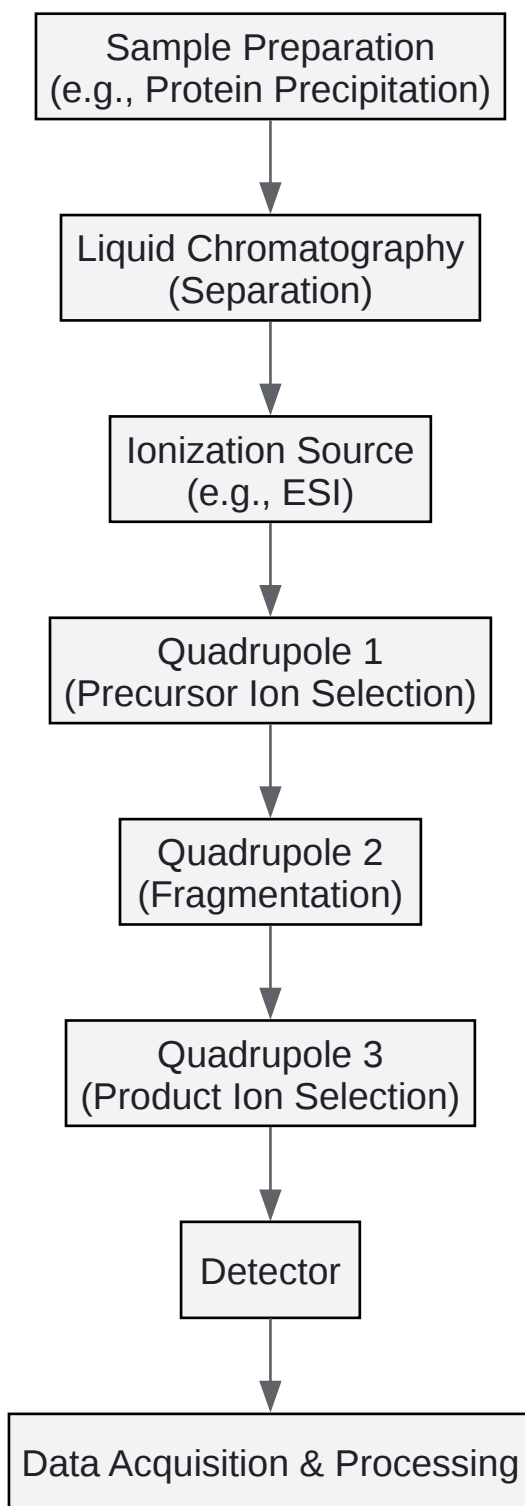 Sample Preparation
(e.g., Protein Precipitation)
Liquid Chromatography
(Separation)
Ionization Source
(e.g., ESI)
Quadrupole 1
(Precursor Ion Selection)
Quadrupole 2
(Fragmentation)
Quadrupole 3
(Product Ion Selection)
Detector
Data Acquisition & Processing